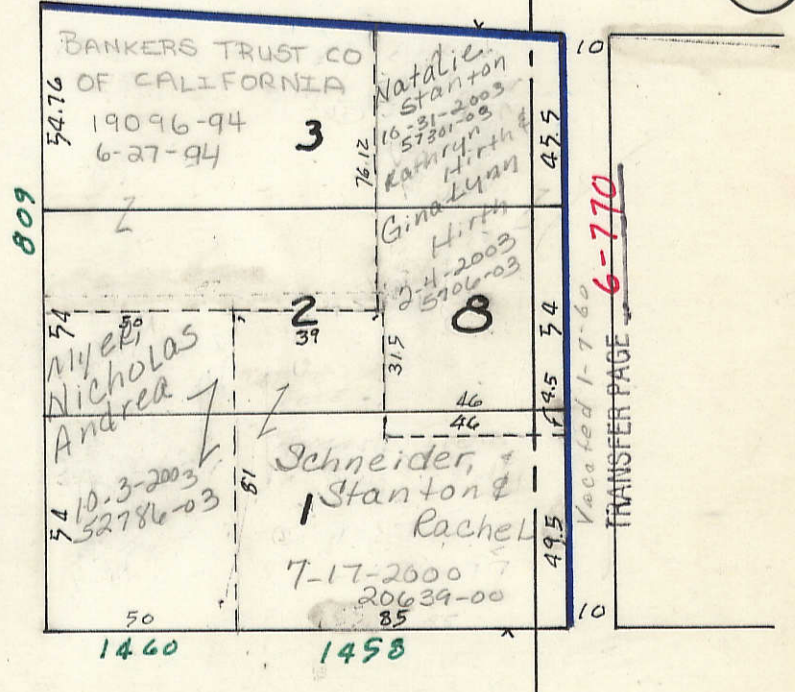 BANKERS TRUST CO
OF CALIFORNIA
19096-94
6-27-94
3
54.76
76.12
Natalie
Stanton
10-31-2003
57301-03
Kathryn &
Hirth &
Gina Lynn
Hirth
2-4-2003
5706-03
45.5
10
809
6-770
TRANSFER PAGE
Vacated 1-7-60
2
39
50
54
8
31.5
54
46
46
4.5
Myer,
Nicholas
Andrea
10-3-2003
52786-03
54
81
Schneider,
Stanton &
Rachel
1
7-17-2000
20639-00
49.5
50
85
10
1460
1458